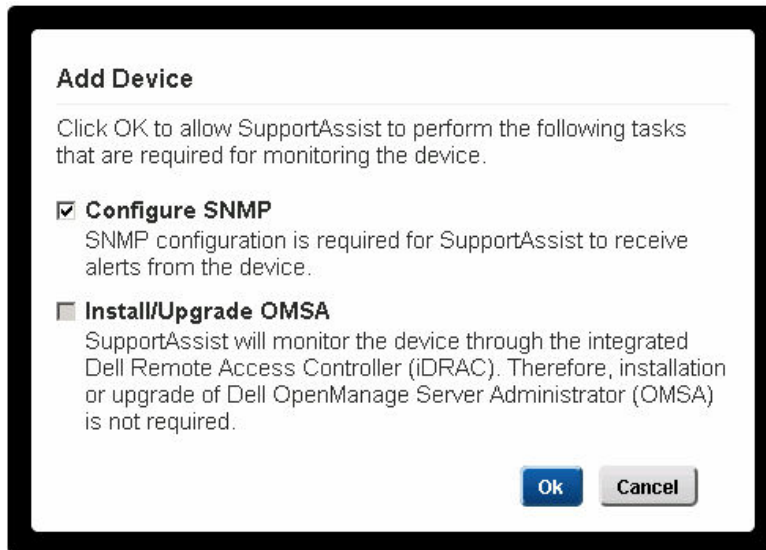 Add Device
Click OK to allow SupportAssist to perform the following tasks
that are required for monitoring the device.
Configure SNMP
SNMP configuration is required for SupportAssist to receive
alerts from the device.
Install/Upgrade OMSA
SupportAssist will monitor the device through the integrated
Dell Remote Access Controller (iDRAC). Therefore, installation
or upgrade of Dell OpenManage Server Administrator (OMSA)
is not required.
Ok Cancel